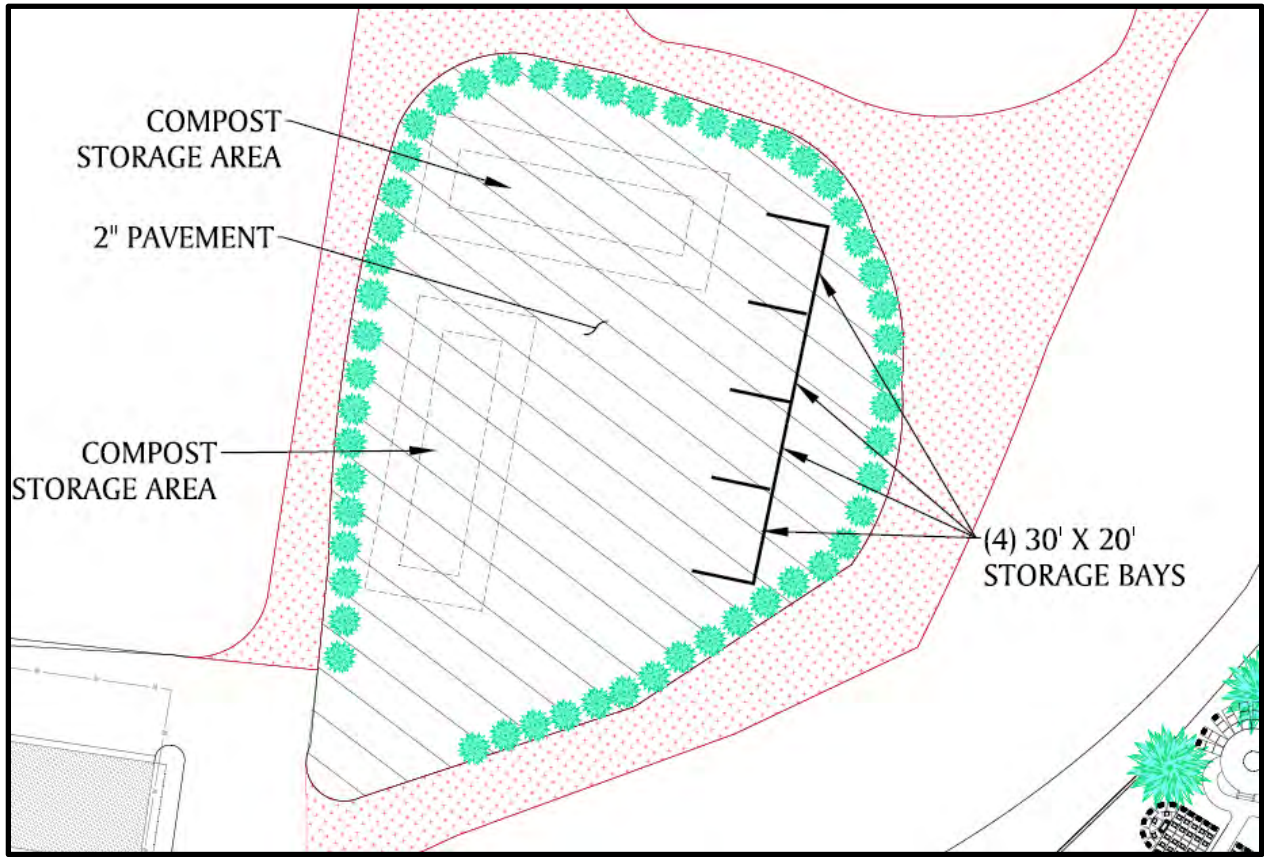 COMPOST
STORAGE AREA
2" PAVEMENT
COMPOST
STORAGE AREA
(4) 30' X 20'
STORAGE BAYS